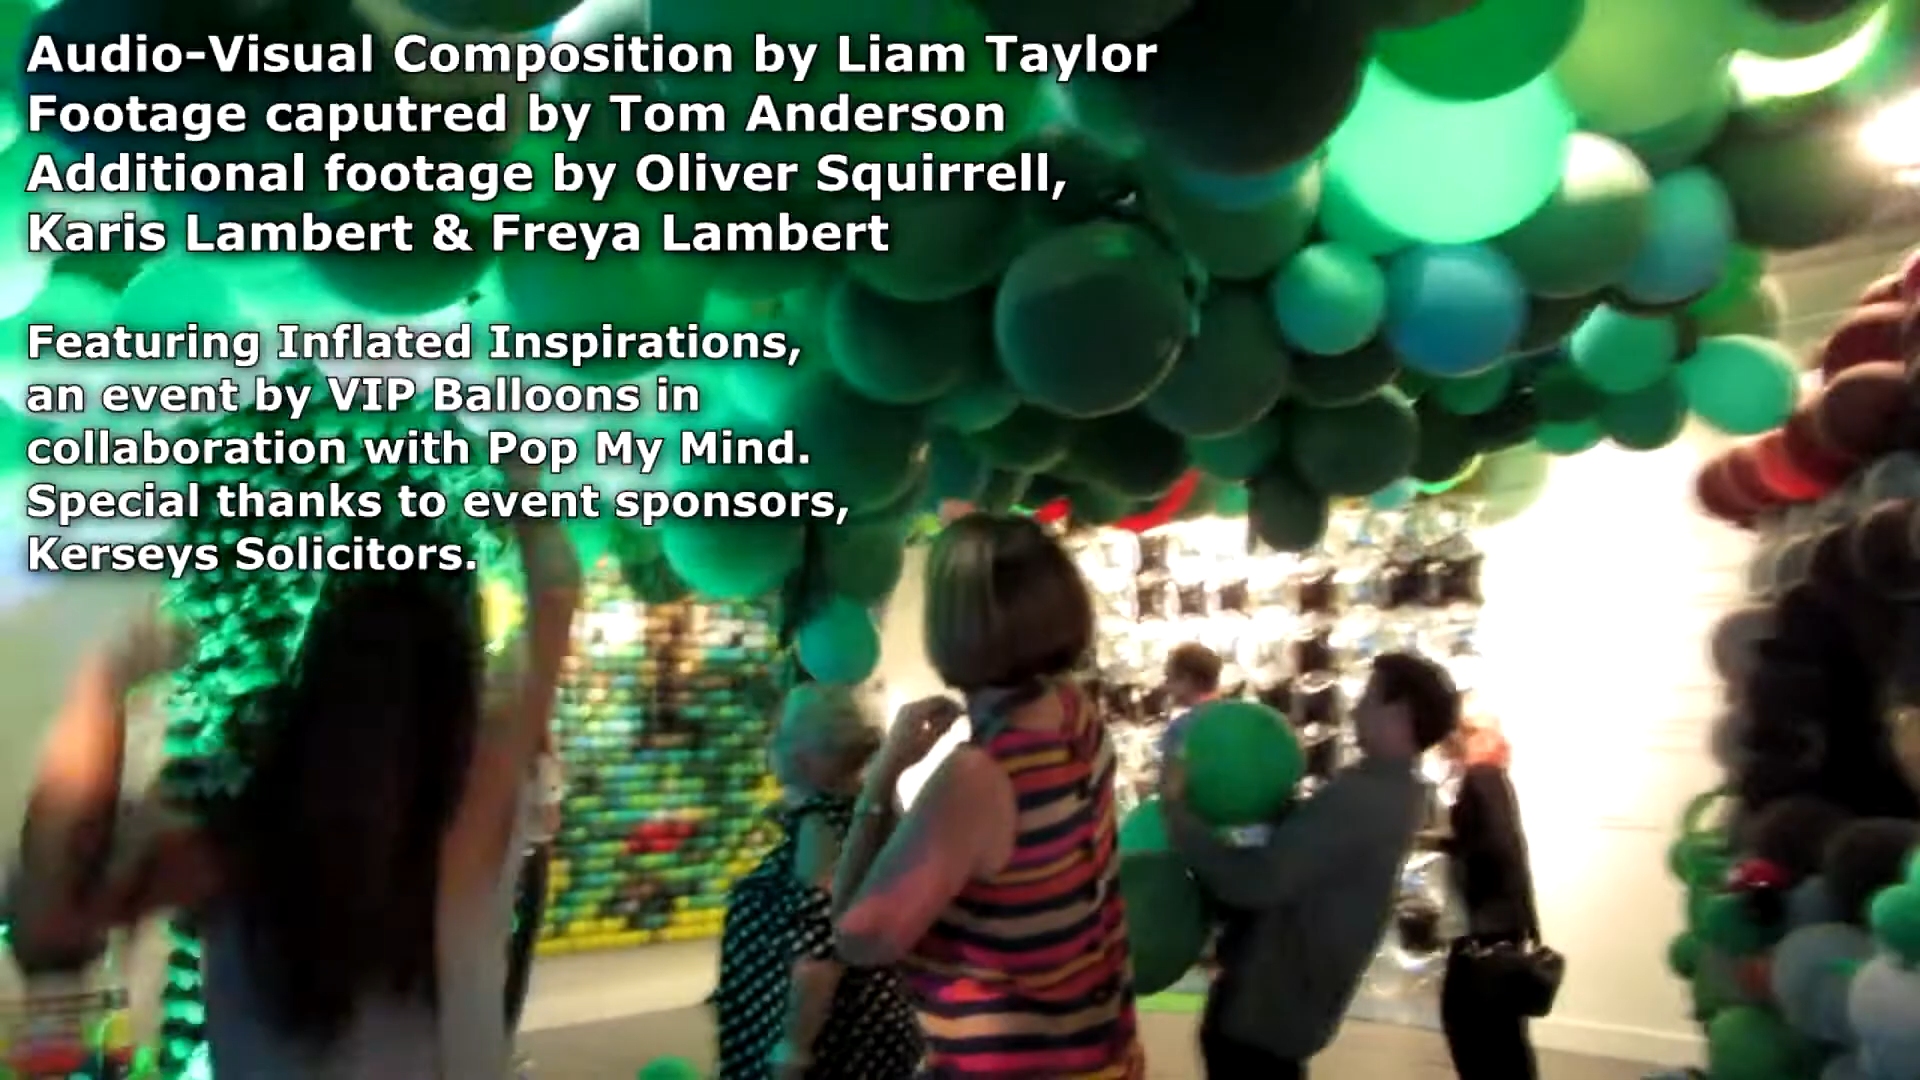 Audio-Visual Composition by Liam Taylor
Footage caputred by Tom Anderson
Additional footage by Oliver Squirrell,
Karis Lambert & Freya Lambert
Featuring Inflated Inspirations,
an event by VIP Balloons in
collaboration with Pop My Mind.
Special thanks to event sponsors,
Kerseys Solicitors.